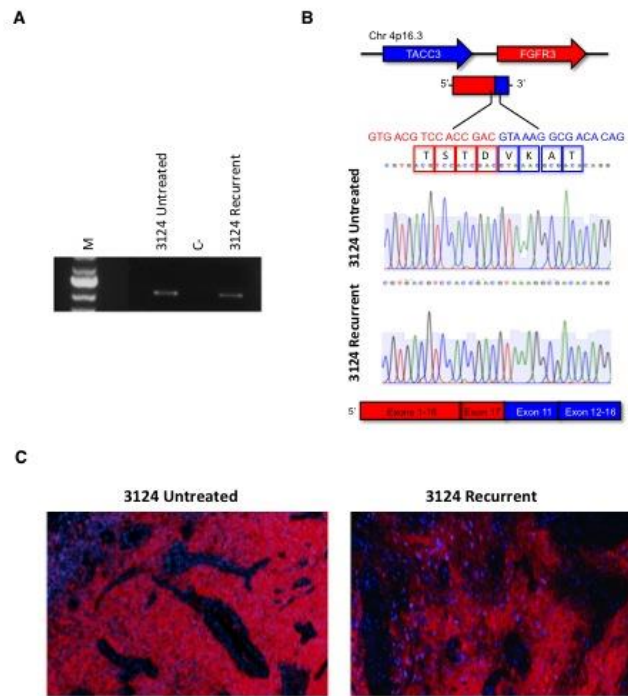 A
M
3124 Untreated
C-
3124 Recurrent
B
Chr 4p16.3
TACC3
FGFR3
5'
3'
GTG ACG TCC ACC GAC GTA AAG GCG ACA CAG
T S T D V K A T
3124 Untreated
CGTGACGTCCACCGACGTAAAGGCGACACAGG
3124 Recurrent
5'
Exons 1-16
Exon 17
Exon 11
Exon 12-16
C
3124 Untreated
3124 Recurrent